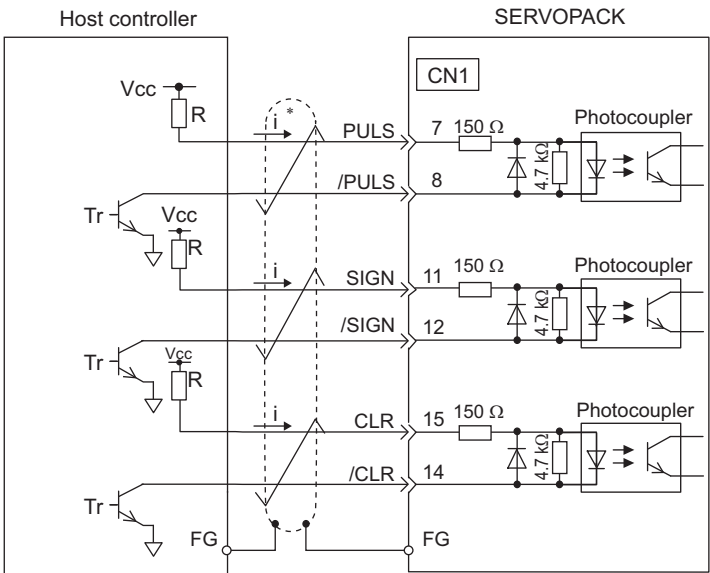 Host controller
SERVOPACK
CN1
Vcc
R
*
i
PULS
7
150 Ω
Photocoupler
4.7 kΩ
/PULS
8
Tr
Vcc
R
i
SIGN
11
150 Ω
Photocoupler
4.7 kΩ
/SIGN
12
Tr
Vcc
R
i
CLR
15
150 Ω
Photocoupler
4.7 kΩ
/CLR
14
Tr
FG
FG